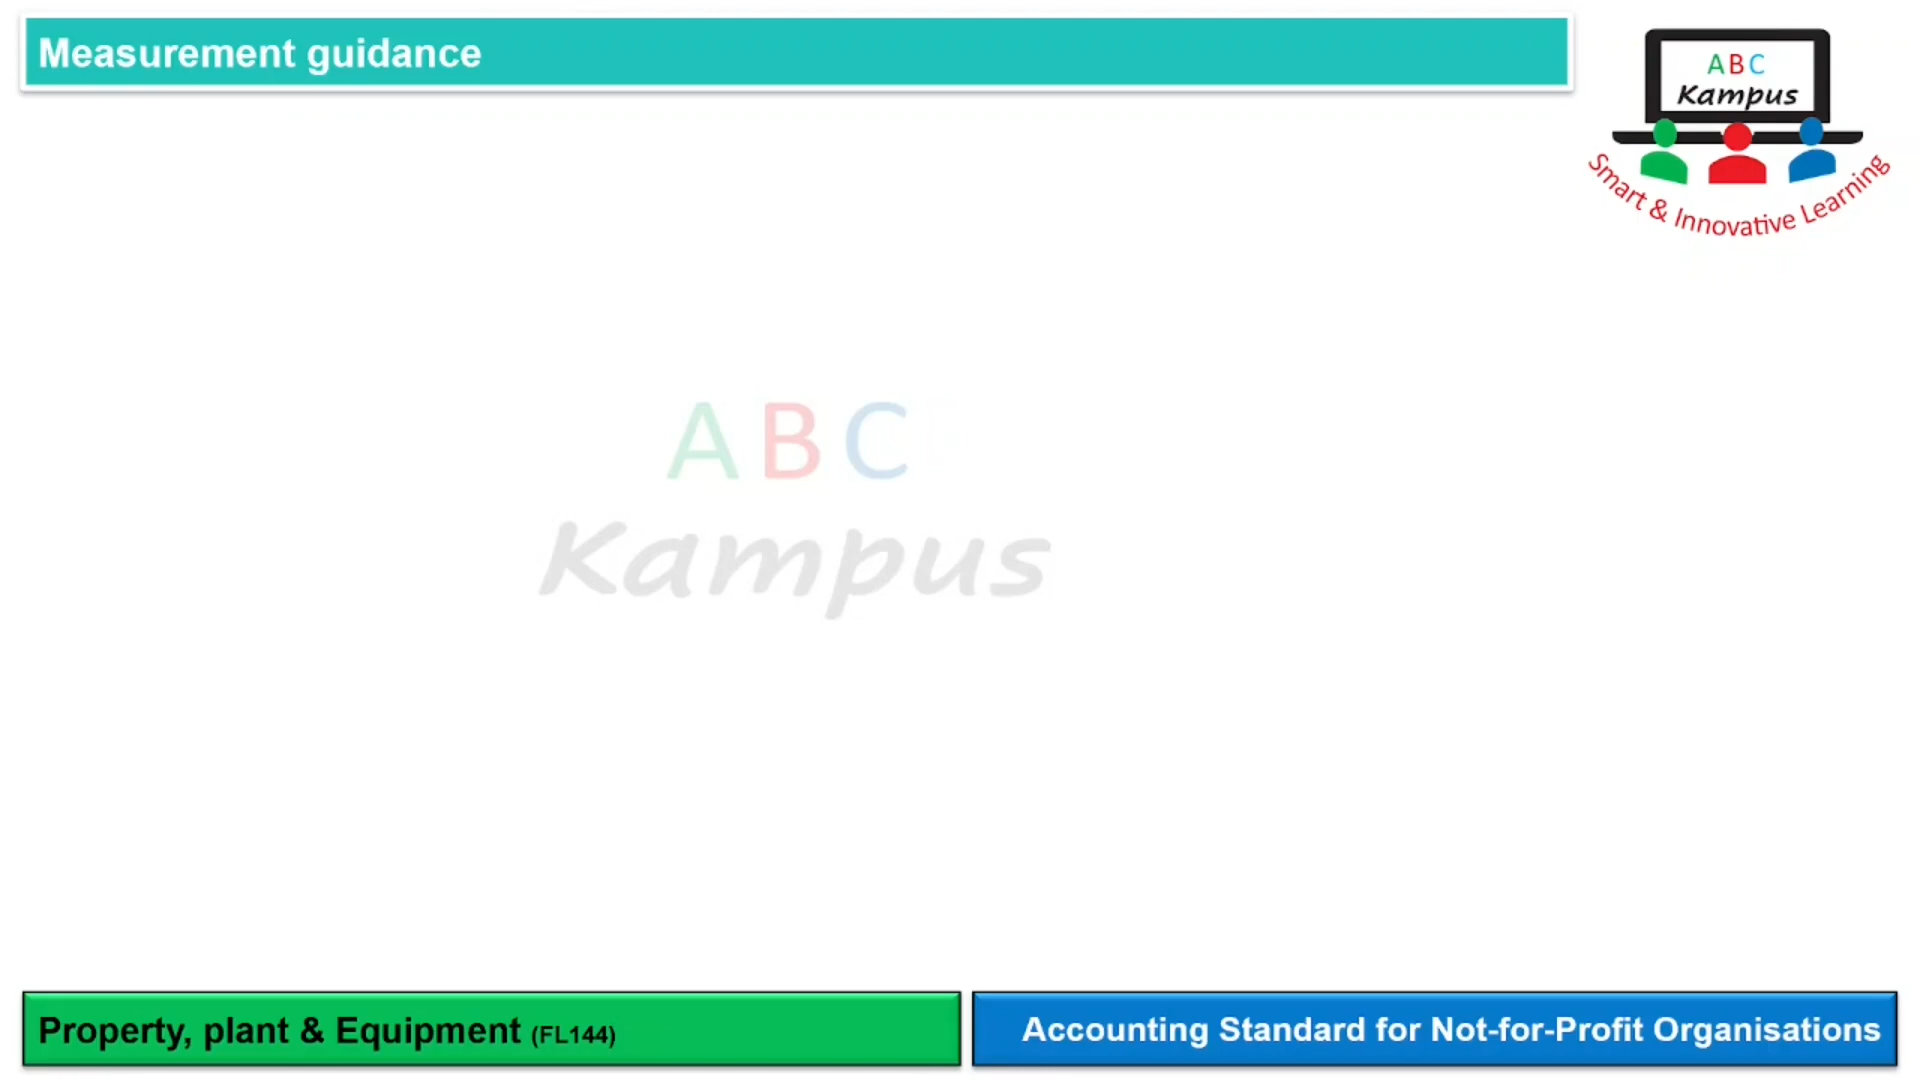 Measurement guidance
ABC
Kampus
Smart & Innovative Learning
ABC
Kampus
Property, plant & Equipment (FL144)
Accounting Standard for Not-for-Profit Organisations